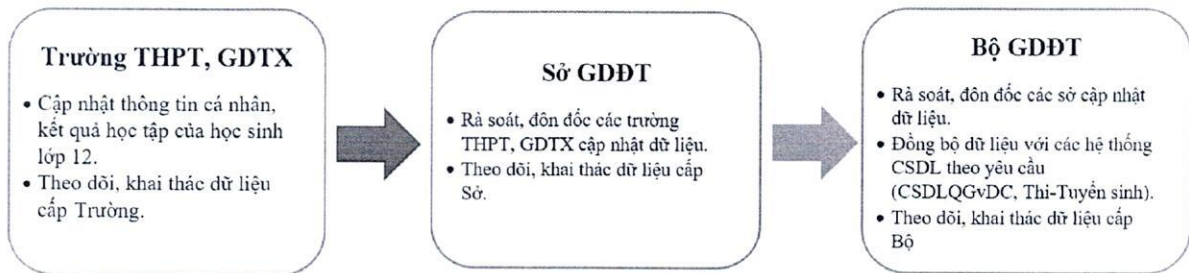 Trường THPT, GDTX
• Cập nhật thông tin cá nhân,
kết quả học tập của học sinh
lớp 12.
• Theo dõi, khai thác dữ liệu
cấp Trường.
Sở GDĐT
• Rà soát, đôn đốc các trường
THPT, GDTX cập nhật dữ liệu.
• Theo dõi, khai thác dữ liệu cấp
Sở.
Bộ GDĐT
• Rà soát, đôn đốc các sở cập nhật
dữ liệu.
• Đồng bộ dữ liệu với các hệ thống
CSDL theo yêu cầu
(CSDLQGvDC, Thi-Tuyển sinh).
• Theo dõi, khai thác dữ liệu cấp
Bộ